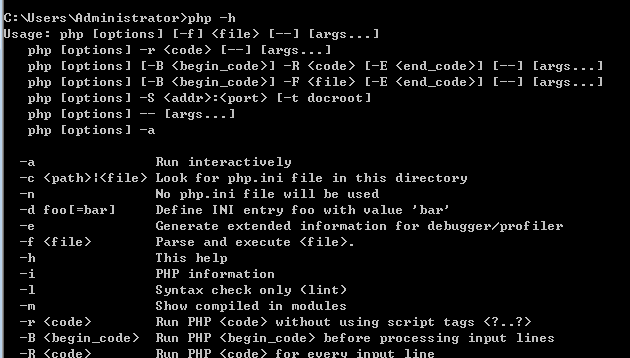 C:\Users\Administrator>php -h
Usage: php [options] [-f] <file> [--] [args...]
   php [options] -r <code> [--] [args...]
   php [options] [-B <begin_code>] -R <code> [-E <end_code>] [--] [args...]
   php [options] [-B <begin_code>] -F <file> [-E <end_code>] [--] [args...]
   php [options] -S <addr>:<port> [-t docroot]
   php [options] -- [args...]
   php [options] -a

  -a               Run interactively
  -c <path>|<file> Look for php.ini file in this directory
  -n               No php.ini file will be used
  -d foo[=bar]     Define INI entry foo with value 'bar'
  -e               Generate extended information for debugger/profiler
  -f <file>        Parse and execute <file>.
  -h               This help
  -i               PHP information
  -l               Syntax check only (lint)
  -m               Show compiled in modules
  -r <code>        Run PHP <code> without using script tags <?..?>
  -B <begin_code>  Run PHP <begin_code> before processing input lines
  -R <code>        Run PHP <code> for every input line